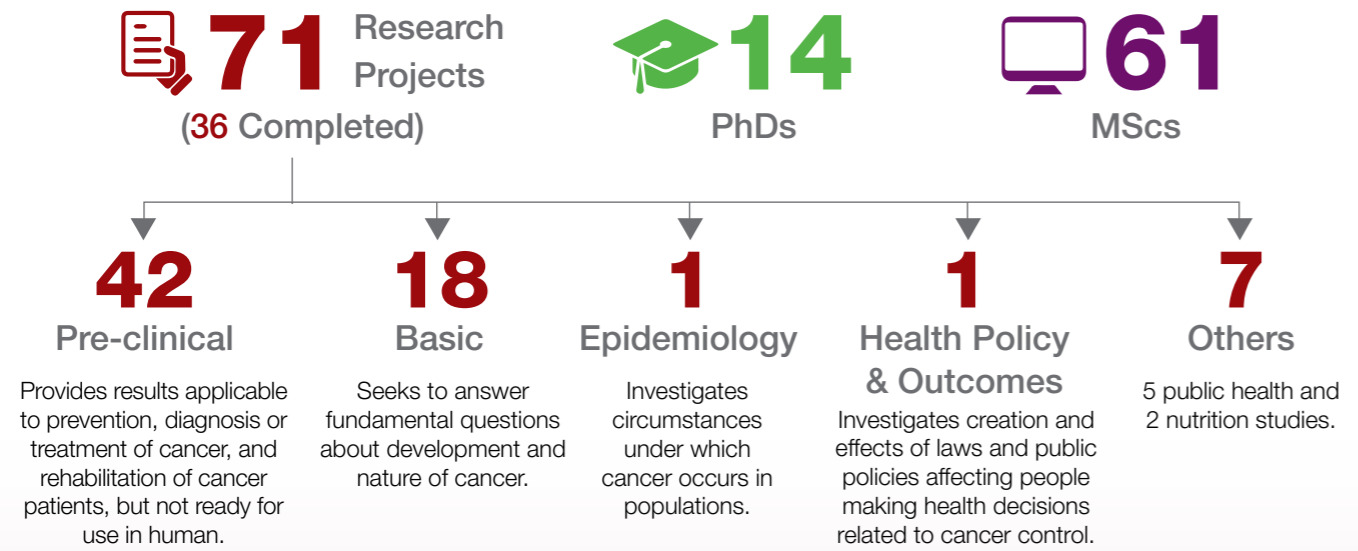 71 Research
Projects
(36 Completed)
14
PhDs
61
MScs
42
Pre-clinical
Provides results applicable
to prevention, diagnosis or
treatment of cancer, and
rehabilitation of cancer
patients, but not ready for
use in human.
18
Basic
Seeks to answer
fundamental questions
about development and
nature of cancer.
1
Epidemiology
Investigates
circumstances
under which
cancer occurs in
populations.
1
Health Policy
& Outcomes
Investigates creation and
effects of laws and public
policies affecting people
making health decisions
related to cancer control.
7
Others
5 public health and
2 nutrition studies.